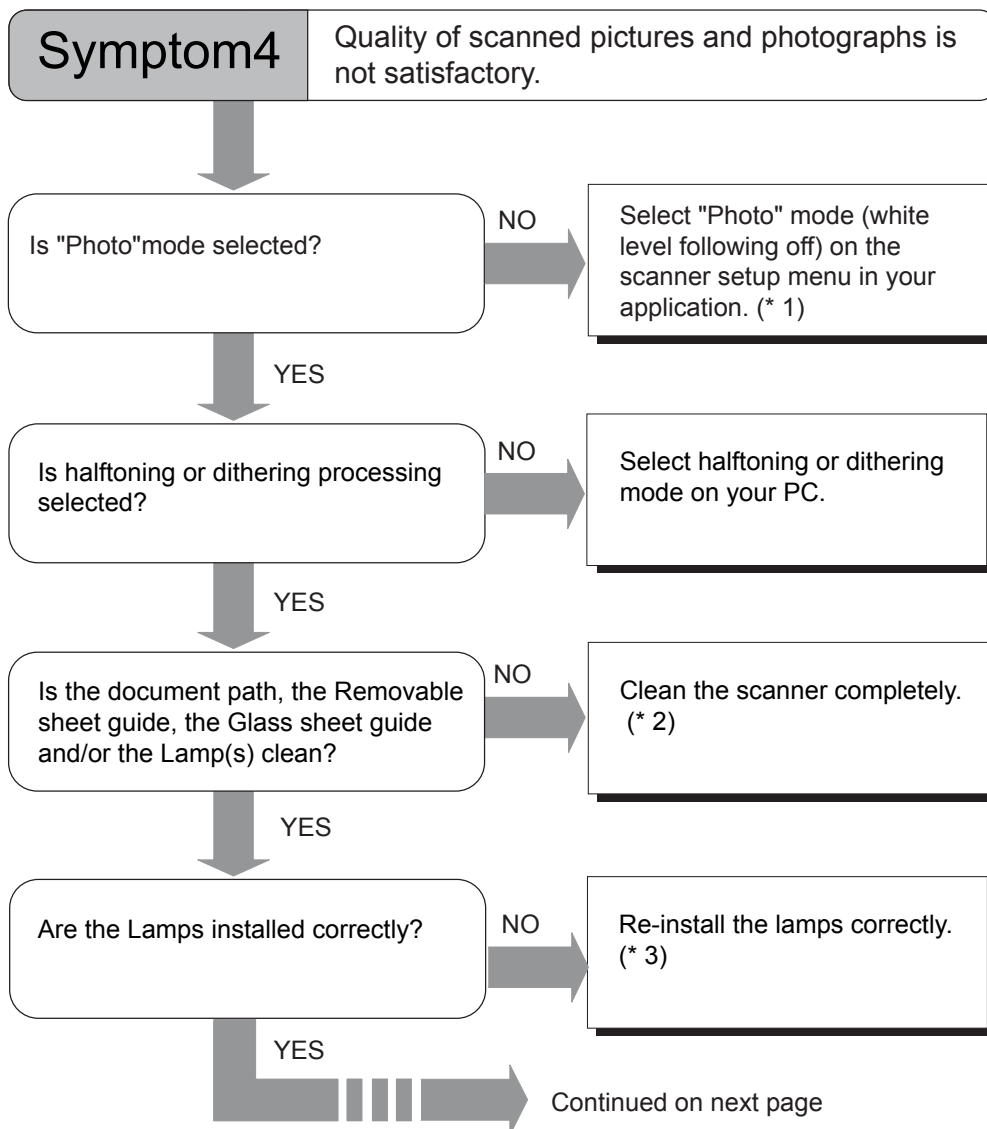 Symptom4
Quality of scanned pictures and photographs is
not satisfactory.
Is "Photo"mode selected?
NO
Select "Photo" mode (white
level following off) on the
scanner setup menu in your
application. (* 1)
YES
Is halftoning or dithering processing
selected?
NO
Select halftoning or dithering
mode on your PC.
YES
Is the document path, the Removable
sheet guide, the Glass sheet guide
and/or the Lamp(s) clean?
NO
Clean the scanner completely.
(* 2)
YES
Are the Lamps installed correctly?
NO
Re-install the lamps correctly.
(* 3)
YES
Continued on next page